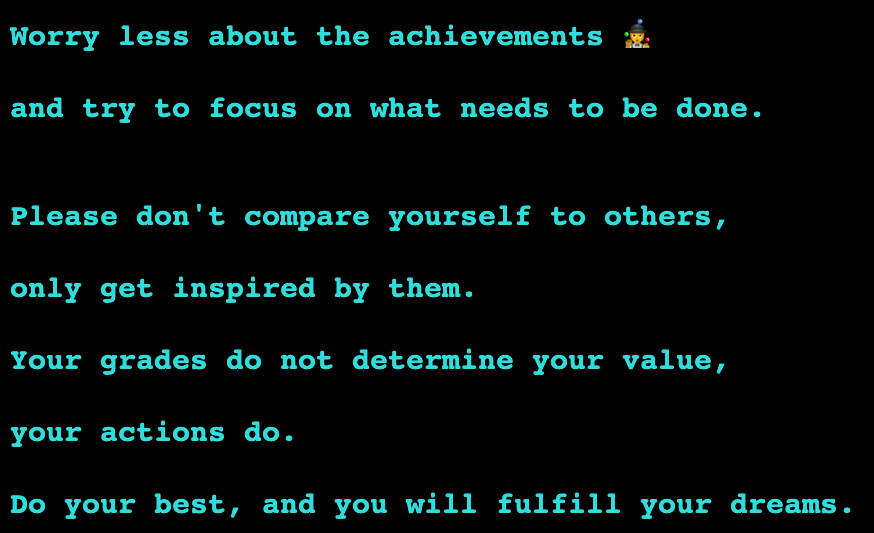 Worry less about the achievements 🤹‍♀️
and try to focus on what needs to be done.
Please don't compare yourself to others,
only get inspired by them.
Your grades do not determine your value,
your actions do.
Do your best, and you will fulfill your dreams.